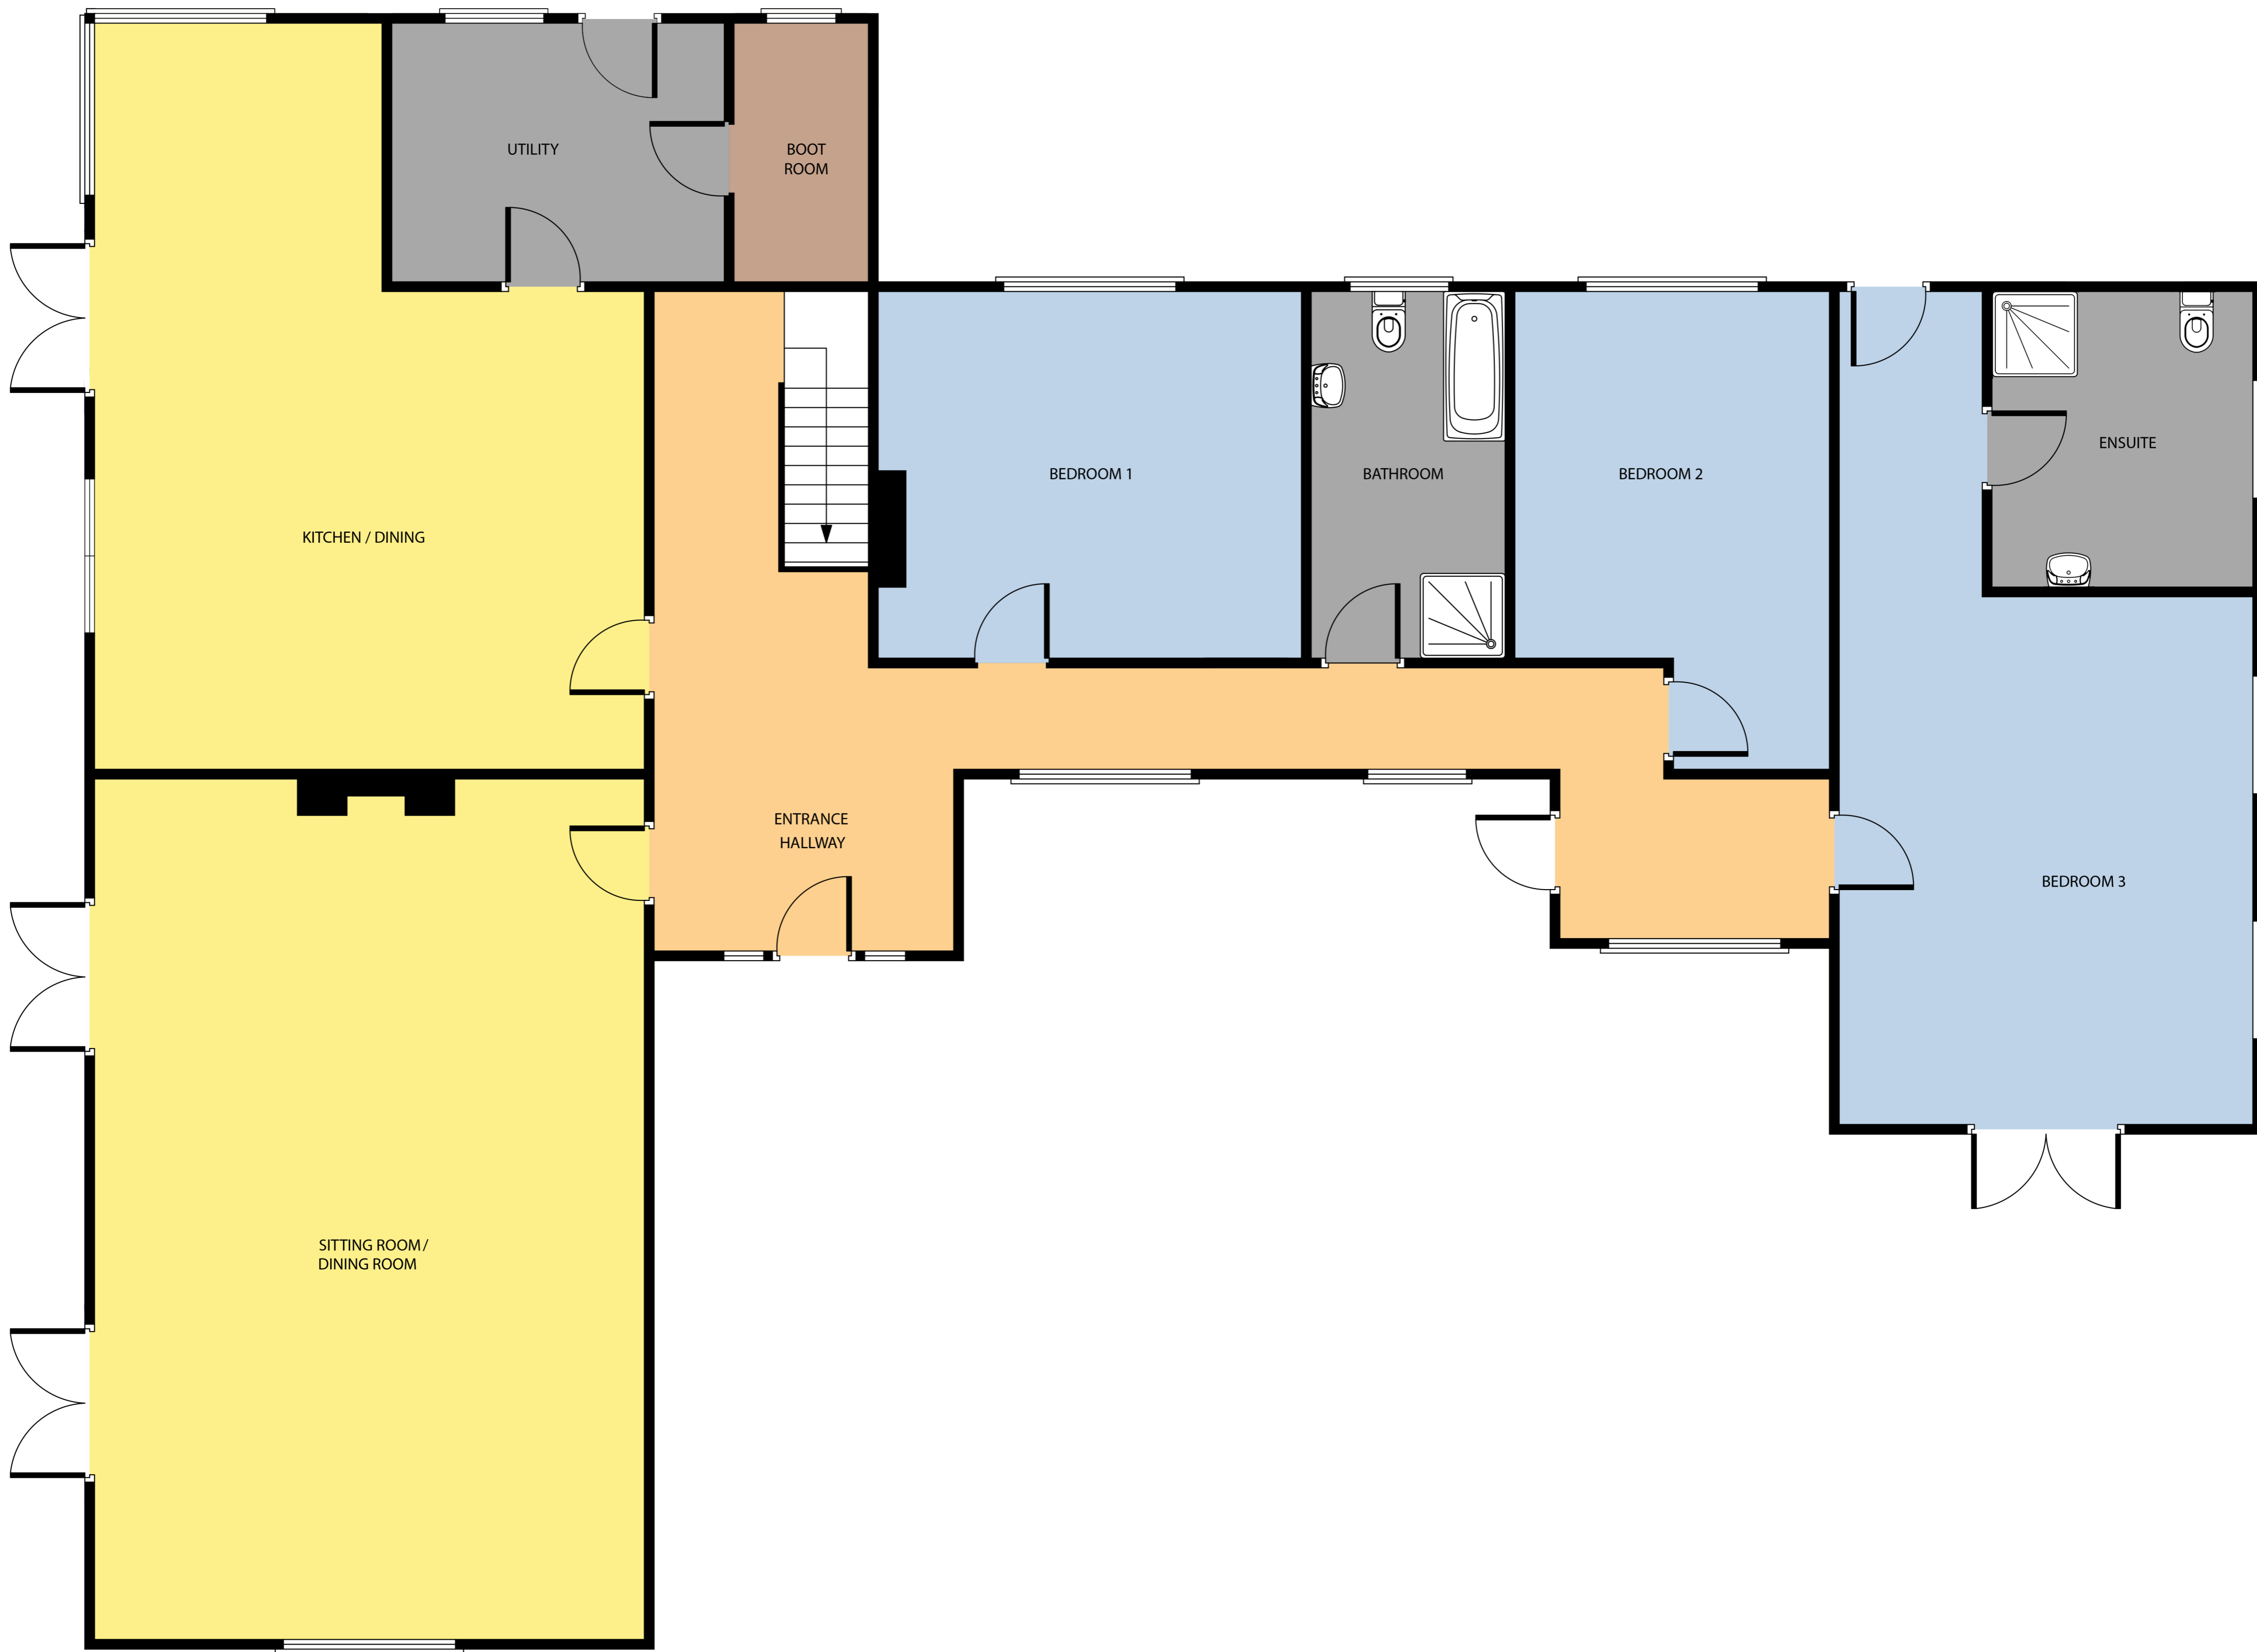 UTILITY
BOOT
ROOM
KITCHEN / DINING
BEDROOM 1
BATHROOM
BEDROOM 2
ENSUITE
ENTRANCE
HALLWAY
BEDROOM 3
SITTING ROOM /
DINING ROOM